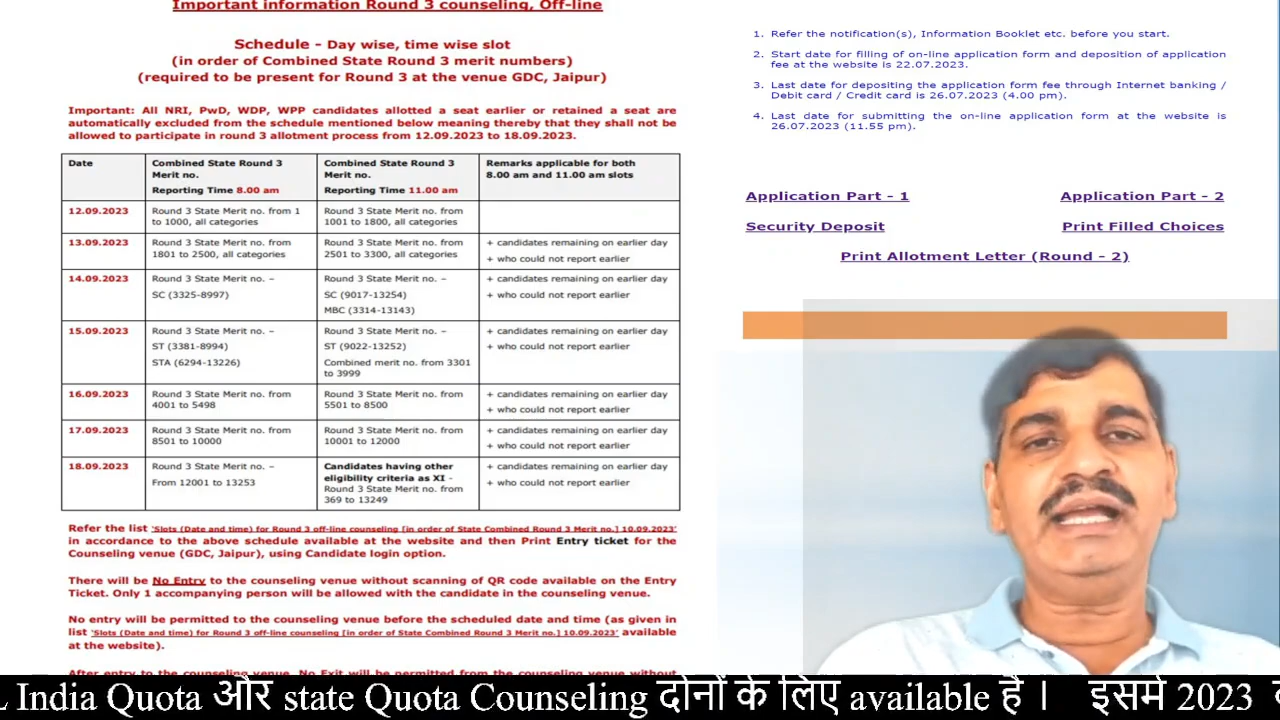 Important information Round 3 counseling, Off-line
Schedule - Day wise, time wise slot
(in order of Combined State Round 3 merit numbers)
(required to be present for Round 3 at the venue GDC, Jaipur)
Important: All NRI, PwD, WDP, WPP candidates allotted a seat earlier or retained a seat are
automatically excluded from the schedule mentioned below meaning thereby that they shall not be
allowed to participate in round 3 allotment process from 12.09.2023 to 18.09.2023.
Date
Combined State Round 3
Merit no.
Reporting Time 8.00 am
Combined State Round 3
Merit no.
Reporting Time 11.00 am
Remarks applicable for both
8.00 am and 11.00 am slots
12.09.2023
Round 3 State Merit no. from 1
to 1000, all categories
Round 3 State Merit no. from
1001 to 1800, all categories
13.09.2023
Round 3 State Merit no. from
1801 to 2500, all categories
Round 3 State Merit no. from
2501 to 3300, all categories
+ candidates remaining on earlier day
+ who could not report earlier
14.09.2023
Round 3 State Merit no. –
SC (3325-8997)
Round 3 State Merit no. –
SC (9017-13254)
MBC (3314-13143)
+ candidates remaining on earlier day
+ who could not report earlier
15.09.2023
Round 3 State Merit no. –
ST (3381-8994)
STA (6294-13226)
Round 3 State Merit no. –
ST (9022-13252)
Combined merit no. from 3301
to 3999
+ candidates remaining on earlier day
+ who could not report earlier
16.09.2023
Round 3 State Merit no. from
4001 to 5498
Round 3 State Merit no. from
5501 to 8500
+ candidates remaining on earlier day
+ who could not report earlier
17.09.2023
Round 3 State Merit no. from
8501 to 10000
Round 3 State Merit no. from
10001 to 12000
+ candidates remaining on earlier day
+ who could not report earlier
18.09.2023
Round 3 State Merit no. –
From 12001 to 13253
Candidates having other
eligibility criteria as XI -
Round 3 State Merit no. from
369 to 13249
+ candidates remaining on earlier day
+ who could not report earlier
Refer the list 'Slots (Date and time) for Round 3 off-line counseling [in order of State Combined Round 3 Merit no.] 10.09.2023'
in accordance to the above schedule available at the website and then Print Entry ticket for the
Counseling venue (GDC, Jaipur), using Candidate login option.
There will be No Entry to the counseling venue without scanning of QR code available on the Entry
Ticket. Only 1 accompanying person will be allowed with the candidate in the counseling venue.
No entry will be permitted to the counseling venue before the scheduled date and time (as given in
list 'Slots (Date and time) for Round 3 off-line counseling [in order of State Combined Round 3 Merit no.] 10.09.2023' available
at the website).
After entry to the counseling venue, No Exit will be permitted from the counseling venue without
1. Refer the notification(s), Information Booklet etc. before you start.
2. Start date for filling of on-line application form and deposition of application
fee at the website is 22.07.2023.
3. Last date for depositing the application form fee through Internet banking /
Debit card / Credit card is 26.07.2023 (4.00 pm).
4. Last date for submitting the on-line application form at the website is
26.07.2023 (11.55 pm).
Application Part - 1
Application Part - 2
Security Deposit
Print Filled Choices
Print Allotment Letter (Round - 2)
India Quota और state Quota Counseling दोनों के लिए available है । इसमें 2023